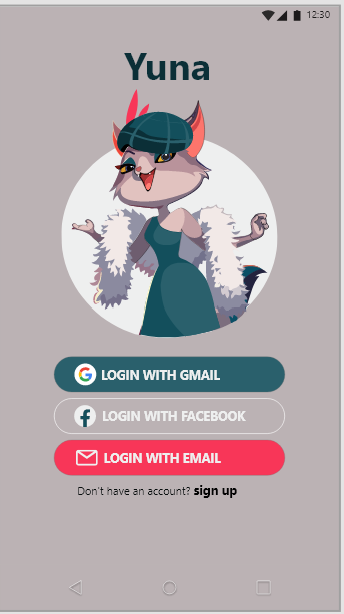 12:30
Yuna
LOGIN WITH GMAIL
LOGIN WITH FACEBOOK
LOGIN WITH EMAIL
Don't have an account? sign up